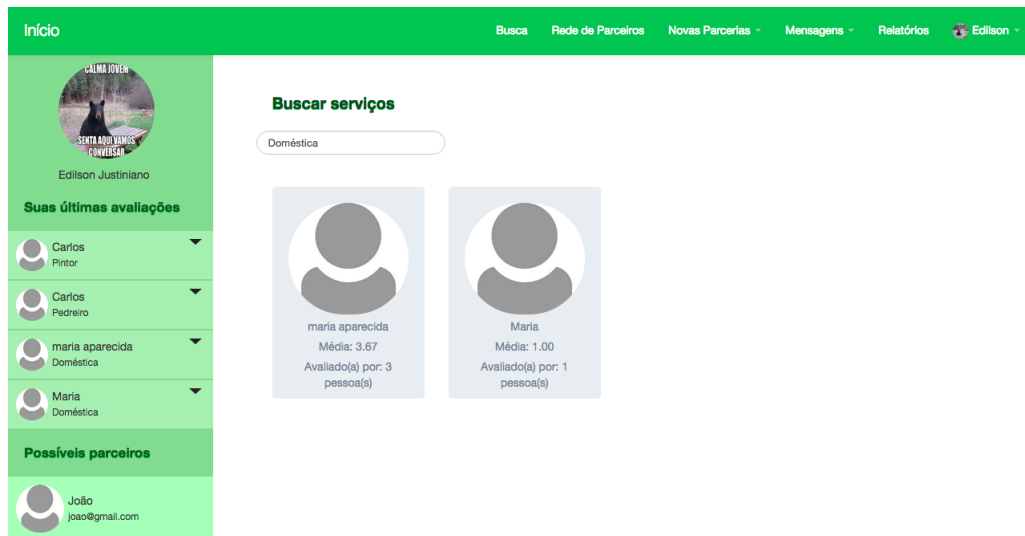 Início
Busca
Rede de Parceiros
Novas Parcerias
Mensagens
Relatórios
Edilson
CALMA JOVEM
SENTA AQUI VAMOS
CONVERSAR
Edilson Justiniano
Suas últimas avaliações
Carlos
Pintor
Carlos
Pedreiro
maria aparecida
Doméstica
Maria
Doméstica
Possíveis parceiros
João
joao@gmail.com
Buscar serviços
Doméstica
maria aparecida
Média: 3.67
Avaliado(a) por: 3
pessoa(s)
Maria
Média: 1.00
Avaliado(a) por: 1
pessoa(s)